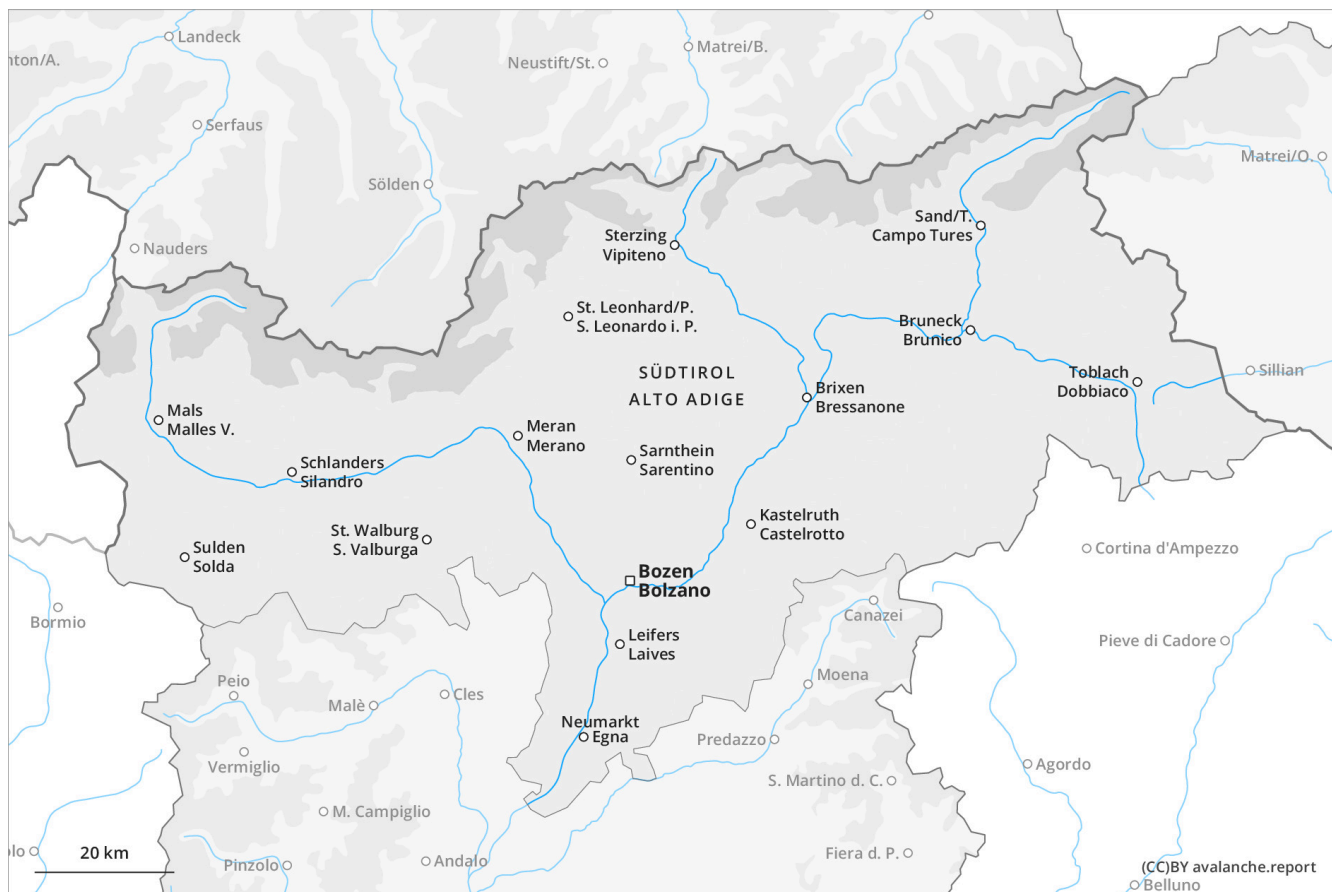 Landeck
nton/A.
Matrei/B.
Neustift/St.
Serfaus
Matrei/O.
Sölden
Sand/T.
Campo Tures
Sterzing
Vipiteno
Nauders
St. Leonhard/P.
S. Leonardo i. P.
Bruneck
Brunico
SÜDTIROL
ALTO ADIGE
Toblach
Dobbiaco
Sillian
Brixen
Bressanone
Mals
Malles V.
Meran
Merano
Sarnthein
Sarentino
Schlanders
Silandro
Kastelruth
Castelrotto
St. Walburg
S. Valburga
Sulden
Solda
Cortina d'Ampezzo
Bozen
Bolzano
Bormio
Canazei
Leifers
Laives
Pieve di Cadore
Peio
Malè
Cles
Moena
Neumarkt
Egna
Predazzo
Vermiglio
Agordo
S. Martino d. C.
M. Campiglio
olo
20 km
Pinzolo
Andalo
Fiera d. P.
(CC)BY avalanche.report
Belluno